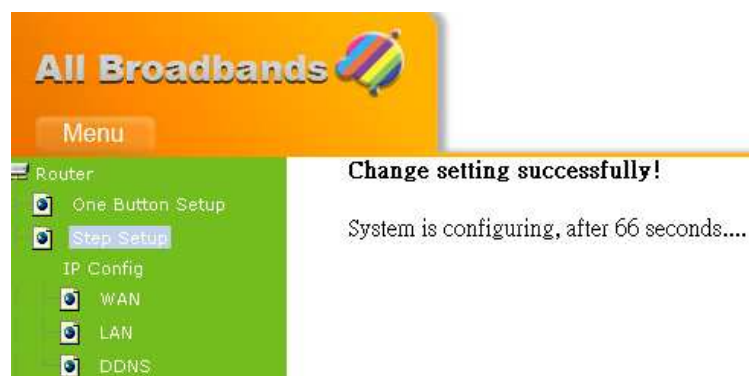 All Broadbands
Menu
Router
One Button Setup
Step Setup
IP Config
WAN
LAN
DDNS
Change setting successfully!
System is configuring, after 66 seconds....